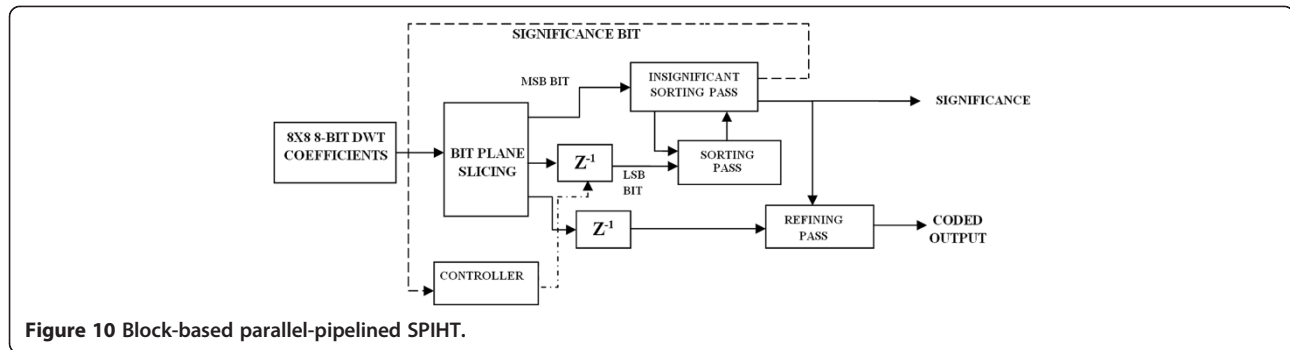 SIGNIFICANCE BIT
MSB BIT
INSIGNIFICANT
SORTING PASS
SIGNIFICANCE
8X8 8-BIT DWT
COEFFICIENTS
BIT PLANE
SLICING
Z-1
LSB
BIT
SORTING
PASS
Z-1
REFINING
PASS
CODED
OUTPUT
CONTROLLER
Figure 10 Block-based parallel-pipelined SPIHT.